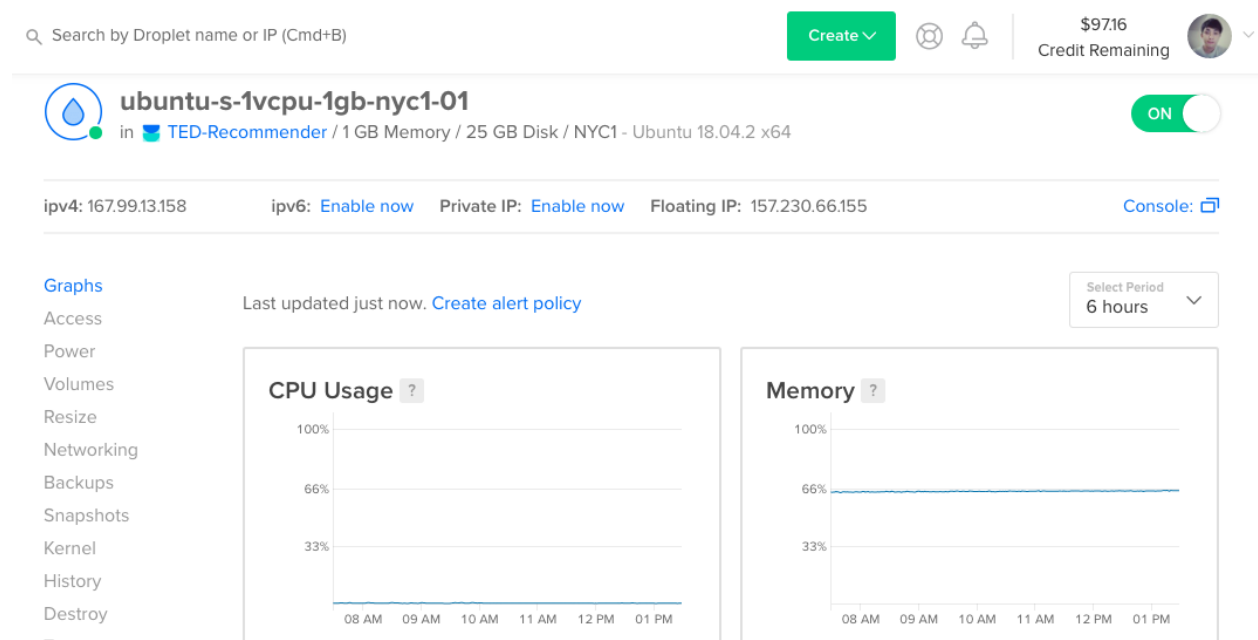 Search by Droplet name or IP (Cmd+B)
Create
$97.16
Credit Remaining
ubuntu-s-1vcpu-1gb-nyc1-01
in TED-Recommender / 1 GB Memory / 25 GB Disk / NYC1 - Ubuntu 18.04.2 x64
ON
ipv4: 167.99.13.158 ipv6: Enable now Private IP: Enable now Floating IP: 157.230.66.155 Console:
Graphs
Access
Power
Volumes
Resize
Networking
Backups
Snapshots
Kernel
History
Destroy
Last updated just now. Create alert policy
Select Period
6 hours
CPU Usage ?
100%
66%
33%
08 AM 09 AM 10 AM 11 AM 12 PM 01 PM
Memory ?
100%
66%
33%
08 AM 09 AM 10 AM 11 AM 12 PM 01 PM